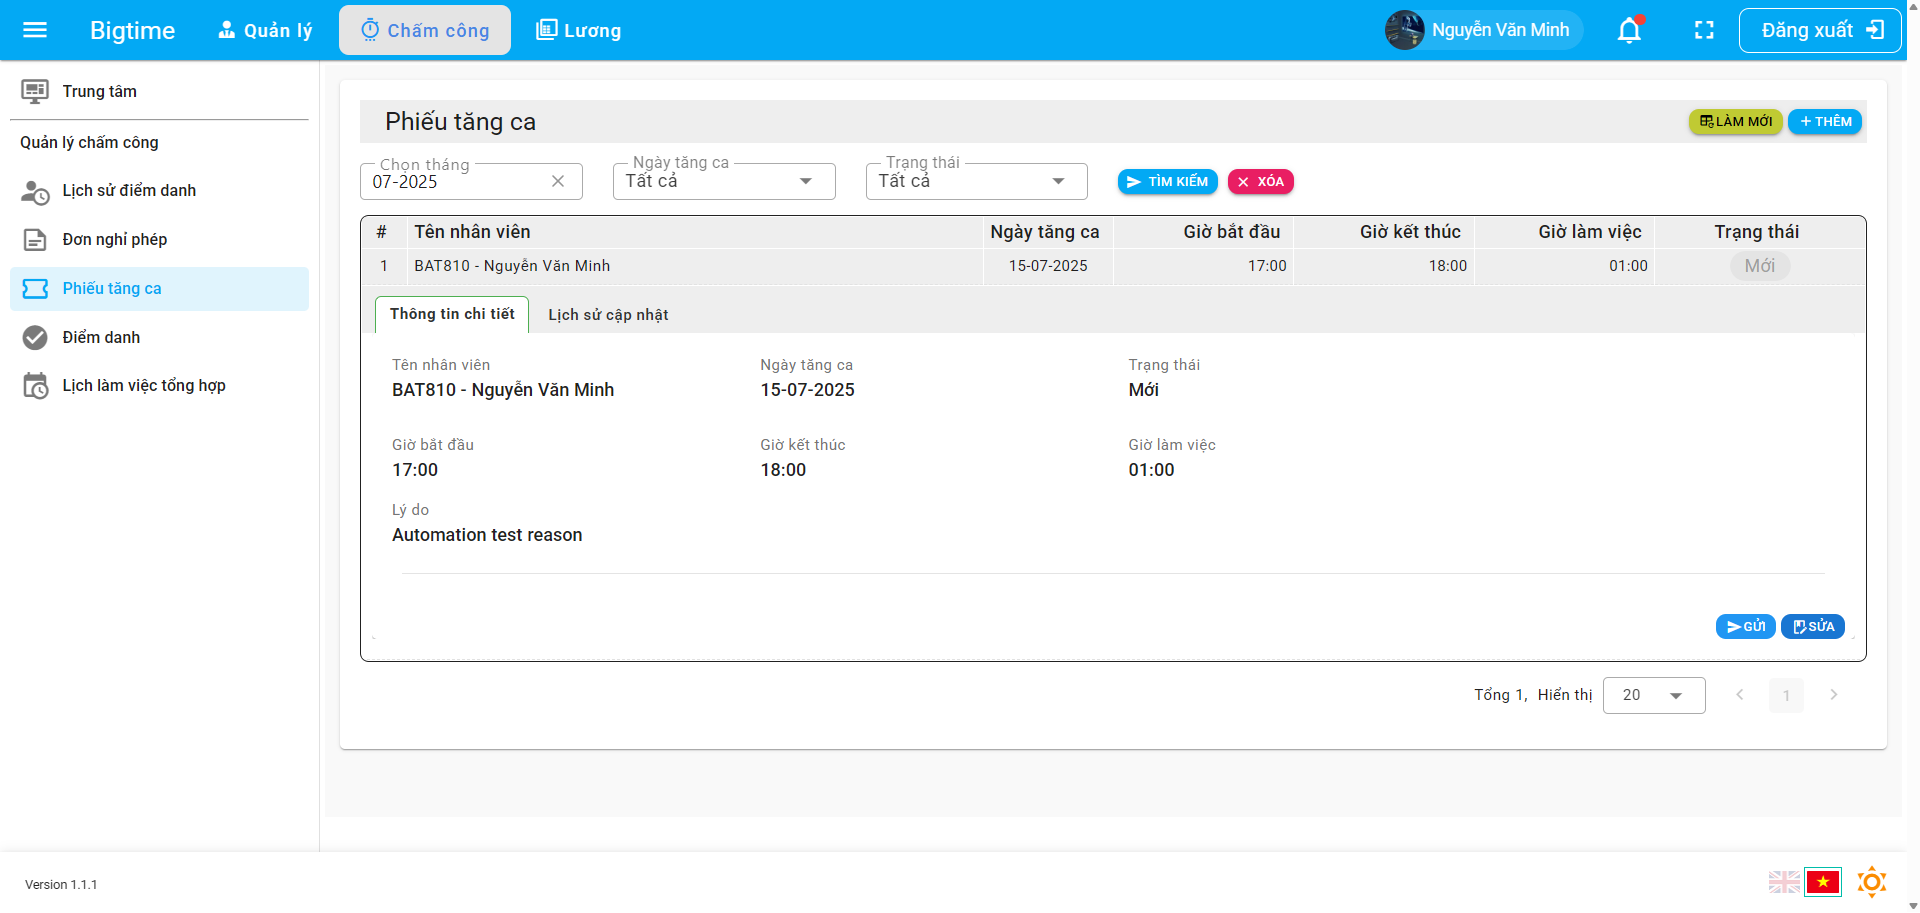 Bigtime
Quản lý
Chấm công
Lương
Nguyễn Văn Minh
Đăng xuất
Trung tâm
Quản lý chấm công
Lịch sử điểm danh
Đơn nghỉ phép
Phiếu tăng ca
Điểm danh
Lịch làm việc tổng hợp
Phiếu tăng ca
LÀM MỚI
THÊM
Chọn tháng
07-2025
Ngày tăng ca
Tất cả
Trạng thái
Tất cả
TÌM KIẾM
XÓA
# Tên nhân viên Ngày tăng ca Giờ bắt đầu Giờ kết thúc Giờ làm việc Trạng thái
1 BAT810 - Nguyễn Văn Minh 15-07-2025 17:00 18:00 01:00 Mới
Thông tin chi tiết Lịch sử cập nhật
Tên nhân viên Ngày tăng ca Trạng thái
BAT810 - Nguyễn Văn Minh 15-07-2025 Mới
Giờ bắt đầu Giờ kết thúc Giờ làm việc
17:00 18:00 01:00
Lý do
Automation test reason
GỬI SỬA
Tổng 1, Hiển thị 20 1
Version 1.1.1